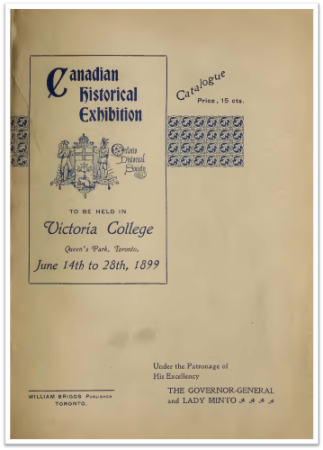 Canadian
Historical
Exhibition
Catalogue
Price, 15 cts.
Ontario
Historical
Society
TO BE HELD IN
Victoria College
Queen's Park, Toronto,
June 14th to 28th, 1899
Under the Patronage of
His Excellency
THE GOVERNOR-GENERAL
and LADY MINTO
WILLIAM BRIGGS PUBLISHER
TORONTO.